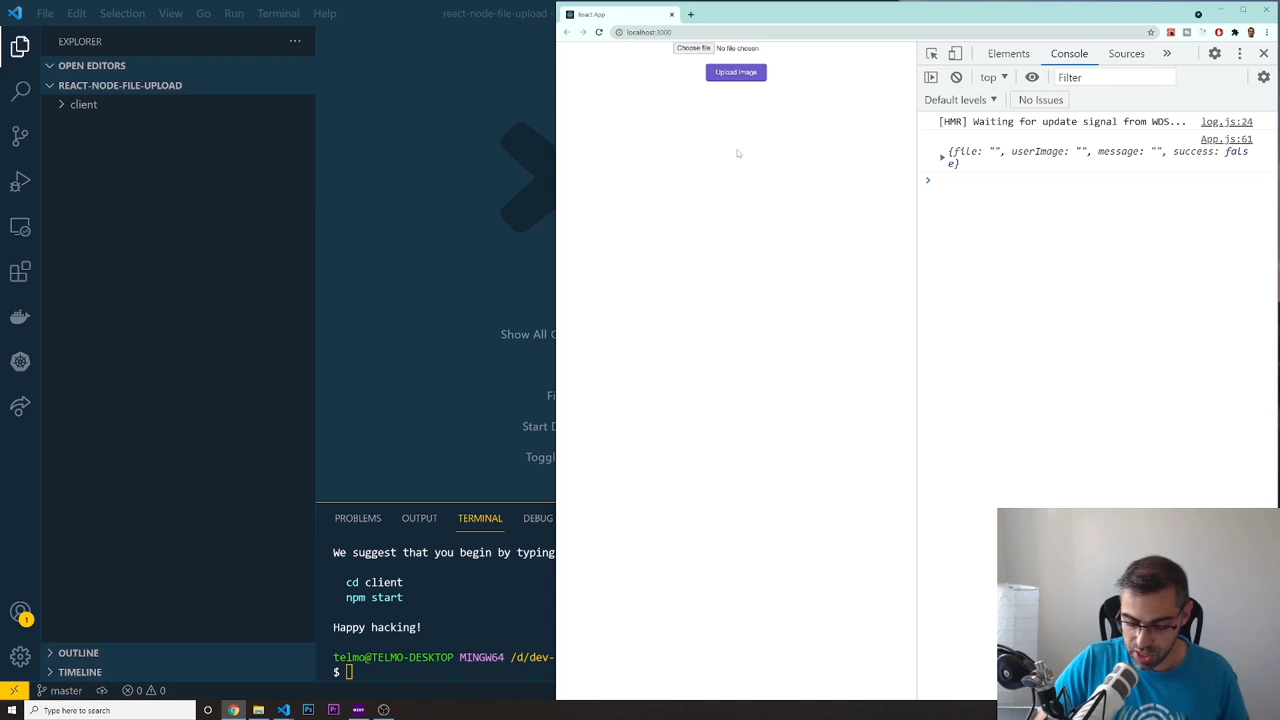 File Edit Selection View Go Run Terminal Help
react-node-file-upload -
EXPLORER
OPEN EDITORS
REACT-NODE-FILE-UPLOAD
client
OUTLINE
TIMELINE
Show All C
Fi
Start D
Toggl
PROBLEMS OUTPUT TERMINAL DEBUG
We suggest that you begin by typing
cd client
npm start
Happy hacking!
telmo@TELMO-DESKTOP MINGW64 /d/dev-
$
1
master
0 0
Type here to search
React App
localhost:3000
Choose file No file chosen
Upload Image
Elements Console Sources
top Filter
Default levels No Issues
[HMR] Waiting for update signal from WDS... log.js:24
App.js:61
{file: "", userImage: "", message: "", success: fals
e}